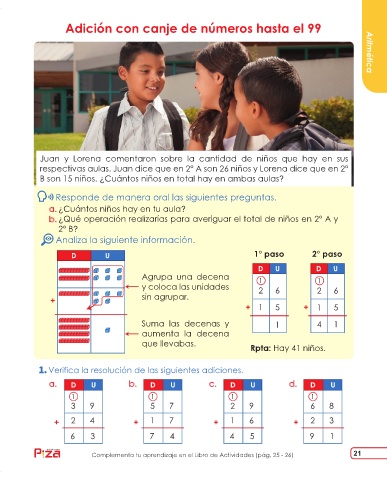 Adición con canje de números hasta el 99
Aritmética
Juan y Lorena comentaron sobre la cantidad de niños que hay en sus
respectivas aulas. Juan dice que en 2° A son 26 niños y Lorena dice que en 2°
B son 15 niños. ¿Cuántos niños en total hay en ambas aulas?
Responde de manera oral las siguientes preguntas.
a. ¿Cuántos niños hay en tu aula?
b. ¿Qué operación realizarías para averiguar el total de niños en 2° A y
2° B?
Analiza la siguiente información.
D U
+
Agrupa una decena
y coloca las unidades
sin agrupar.
Suma las decenas y
aumenta la decena
que llevabas.
1° paso 2° paso
D U D U
1 1
2 6 2 6
+ 1 5 + 1 5
1 4 1
Rpta: Hay 41 niños.
1. Verifica la resolución de las siguientes adiciones.
a. D U b. D U c. D U d. D U
1 1 1 1
3 9 5 7 2 9 6 8
+ 2 4 + 1 7 + 1 6 + 2 3
6 3 7 4 4 5 9 1
Complementa tu aprendizaje en el Libro de Actividades (pág. 25 - 26)
21